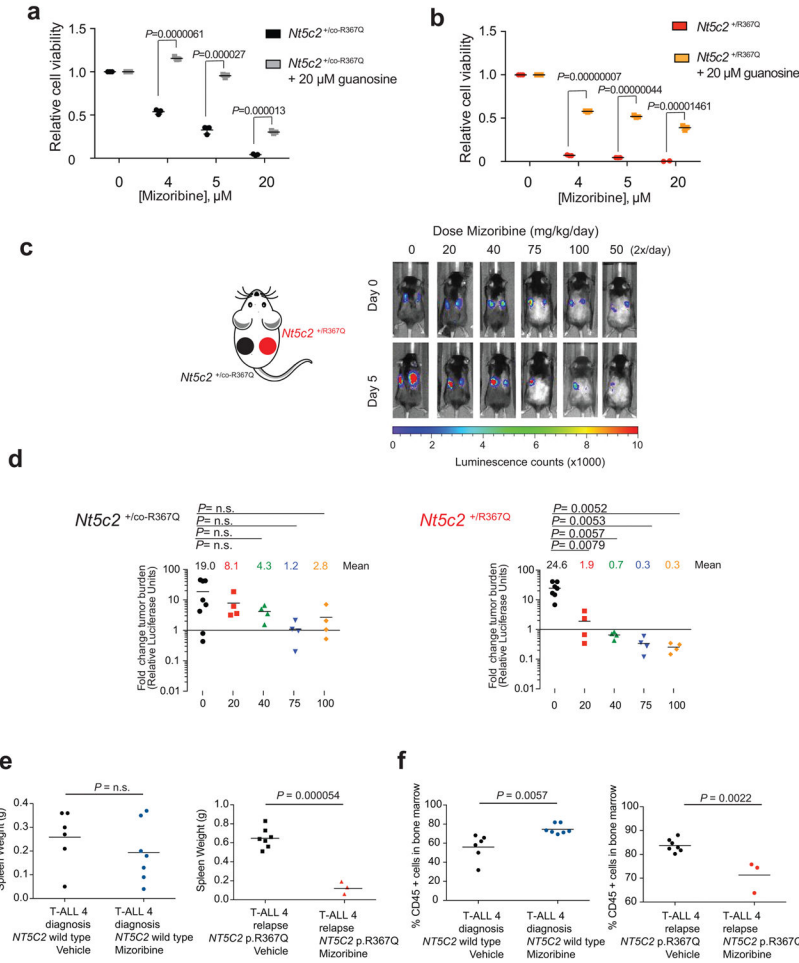 a
Relative cell viability
1.5
1.0
0.5
0
P=0.0000061
P=0.000027
P=0.000013
Nt5c2 +/co-R367Q
Nt5c2 +/co-R367Q
+ 20 µM guanosine
0 4 5 20
[Mizoribine], µM
b
Relative cell viability
1.5
1.0
0.5
0
P=0.00000007
P=0.00000044
P=0.00001461
Nt5c2 +/R367Q
Nt5c2 +/R367Q
+ 20 µM guanosine
0 4 5 20
[Mizoribine], µM
c
Nt5c2 +/R367Q
Nt5c2 +/co-R367Q
Dose Mizoribine (mg/kg/day)
0 20 40 75 100 50 (2x/day)
Day 0
Day 5
0 2 4 6 8 10
Luminescence counts (x1000)
d
Nt5c2 +/co-R367Q
P= n.s.
P= n.s.
P= n.s.
P= n.s.
19.0 8.1 4.3 1.2 2.8 Mean
Fold change tumor burden
(Relative Luciferase Units)
100
10
1
0.1
0.01
0 20 40 75 100
Nt5c2 +/R367Q
P= 0.0052
P= 0.0053
P= 0.0057
P= 0.0079
24.6 1.9 0.7 0.3 0.3 Mean
Fold change tumor burden
(Relative Luciferase Units)
100
10
1
0.1
0.01
0 20 40 75 100
e
Spleen Weight (g)
0.4
0.3
0.2
0.1
0.0
P = n.s.
T-ALL 4 T-ALL 4
diagnosis diagnosis
NT5C2 wild type NT5C2 wild type
Vehicle Mizoribine
Spleen Weight (g)
1.0
0.8
0.6
0.4
0.2
0.0
P = 0.000054
T-ALL 4 T-ALL 4
relapse relapse
NT5C2 p.R367Q NT5C2 p.R367Q
Vehicle Mizoribine
f
% CD45 + cells in bone marrow
100
80
60
40
20
0
P = 0.0057
T-ALL 4 T-ALL 4
diagnosis diagnosis
NT5C2 wild type NT5C2 wild type
Vehicle Mizoribine
% CD45 + cells in bone marrow
100
90
80
70
60
P = 0.0022
T-ALL 4 T-ALL 4
relapse relapse
NT5C2 p.R367Q NT5C2 p.R367Q
Vehicle Mizoribine